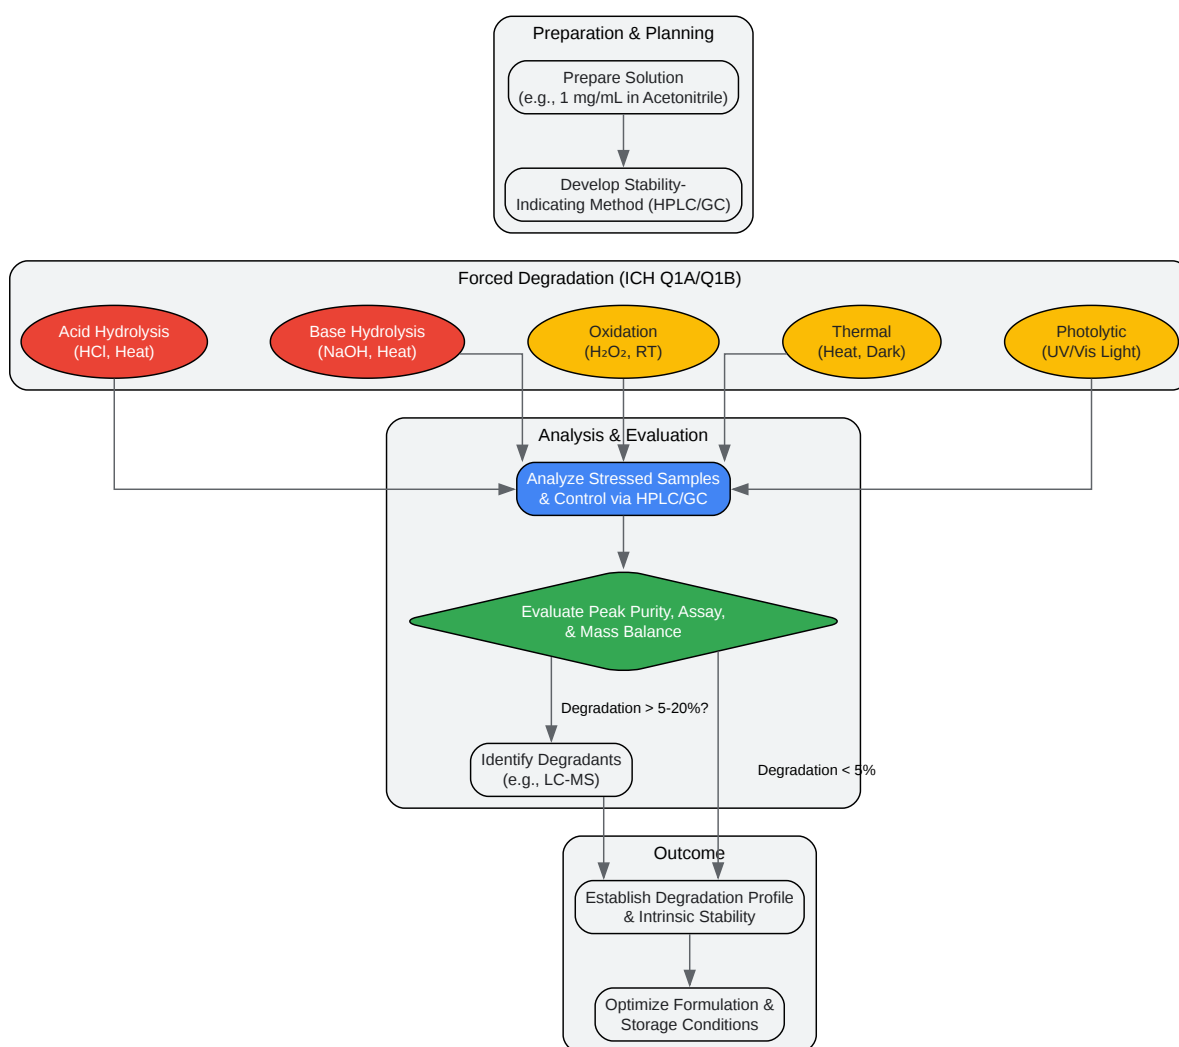 Preparation & Planning
Prepare Solution
(e.g., 1 mg/mL in Acetonitrile)
Develop Stability-
Indicating Method (HPLC/GC)
Forced Degradation (ICH Q1A/Q1B)
Acid Hydrolysis
(HCl, Heat)
Base Hydrolysis
(NaOH, Heat)
Oxidation
(H₂O₂, RT)
Thermal
(Heat, Dark)
Photolytic
(UV/Vis Light)
Analysis & Evaluation
Analyze Stressed Samples
& Control via HPLC/GC
Evaluate Peak Purity, Assay,
& Mass Balance
Degradation > 5-20%?
Identify Degradants
(e.g., LC-MS)
Degradation < 5%
Outcome
Establish Degradation Profile
& Intrinsic Stability
Optimize Formulation &
Storage Conditions